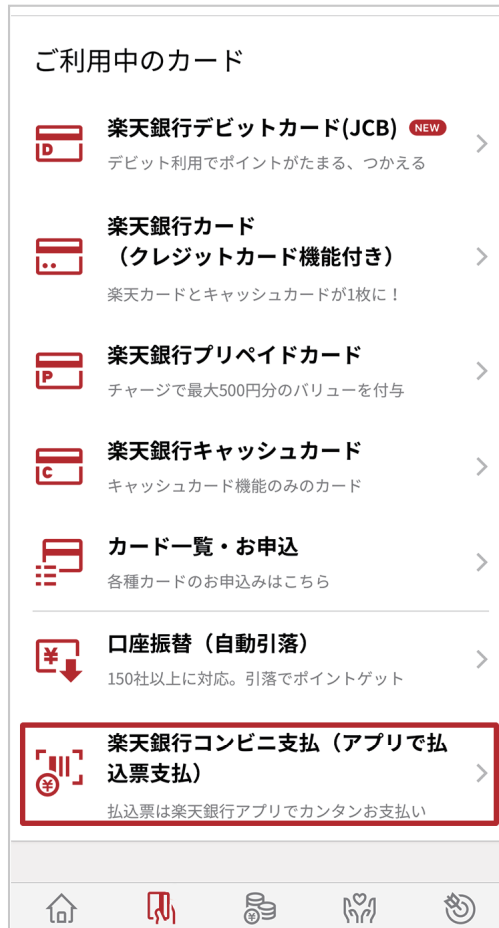 ご利用中のカード
楽天銀行デビットカード(JCB) NEW
デビット利用でポイントがたまる、つかえる
楽天銀行カード
（クレジットカード機能付き）
楽天カードとキャッシュカードが1枚に！
楽天銀行プリペイドカード
チャージで最大500円分のバリューを付与
楽天銀行キャッシュカード
キャッシュカード機能のみのカード
カード一覧・お申込
各種カードのお申込みはこちら
口座振替（自動引落）
150社以上に対応。引落でポイントゲット
楽天銀行コンビニ支払（アプリで払
込票支払）
払込票は楽天銀行アプリでカンタンお支払い